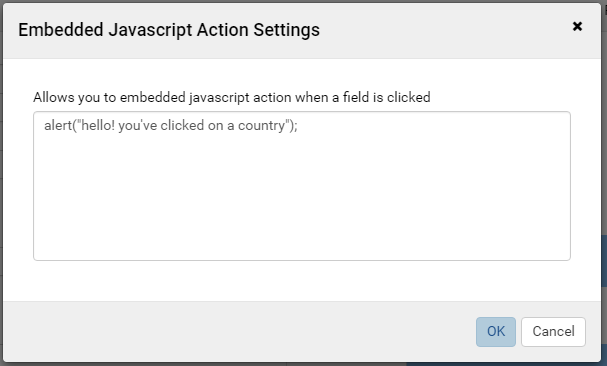 Embedded Javascript Action Settings
Allows you to embedded javascript action when a field is clicked
alert("hello! you've clicked on a country");
OK Cancel